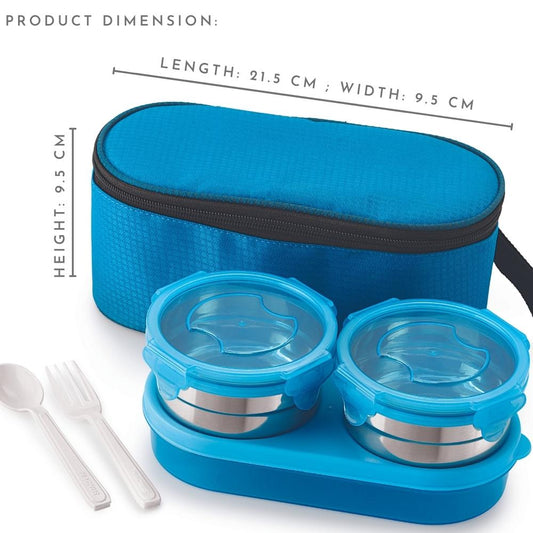 PRODUCT DIMENSION:
LENGTH: 21.5 CM ; WIDTH: 9.5 CM
HEIGHT: 9.5 CM